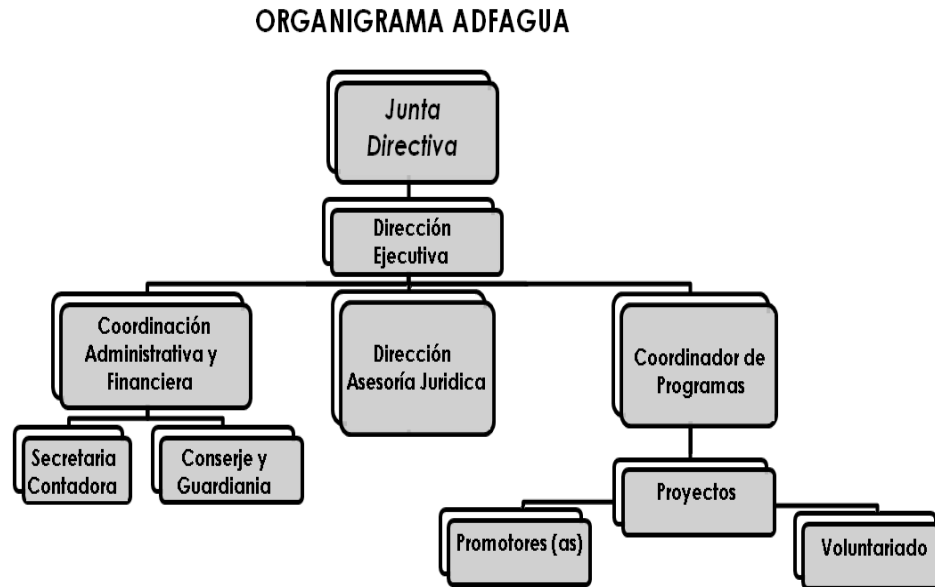 ORGANIGRAMA ADFAGUA
Junta
Directiva
Dirección
Ejecutiva
Coordinación
Administrativa y
Financiera
Dirección
Asesoría Juridica
Coordinador de
Programas
Secretaria
Contadora
Conserje y
Guardiania
Proyectos
Promotores (as)
Voluntariado